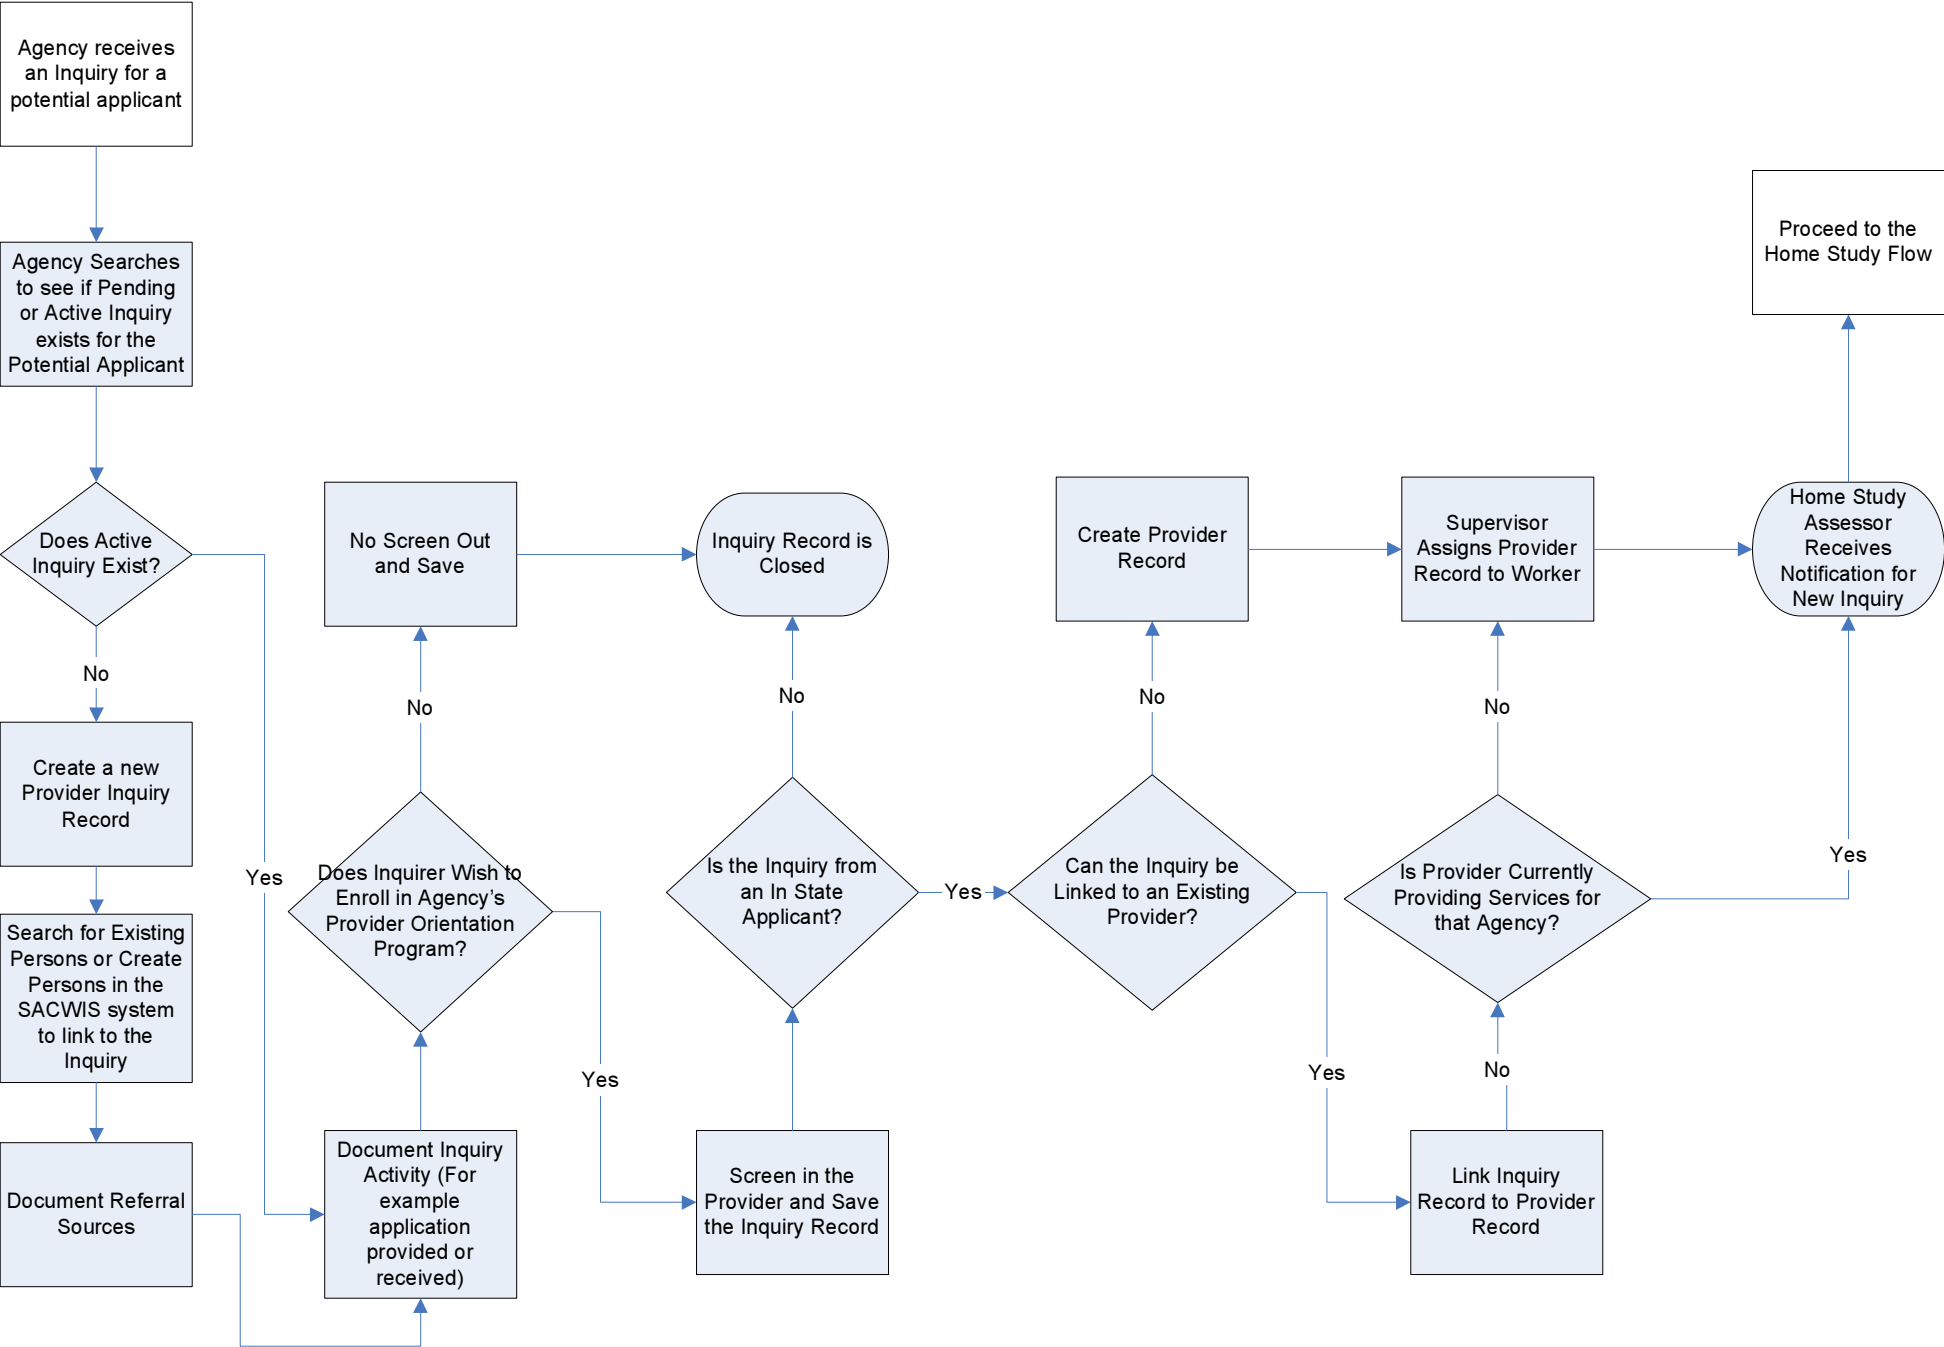 Agency receives
an Inquiry for a
potential applicant
Agency Searches
to see if Pending
or Active Inquiry
exists for the
Potential Applicant
Does Active
Inquiry Exist?
No
Yes
Create a new
Provider Inquiry
Record
Search for Existing
Persons or Create
Persons in the
SACWIS system
to link to the
Inquiry
Document Referral
Sources
Document Inquiry
Activity (For
example
application
provided or
received)
Does Inquirer Wish to
Enroll in Agency’s
Provider Orientation
Program?
No
Yes
No Screen Out
and Save
Inquiry Record is
Closed
Screen in the
Provider and Save
the Inquiry Record
Is the Inquiry from
an In State
Applicant?
No
Yes
Can the Inquiry be
Linked to an Existing
Provider?
No
Yes
Create Provider
Record
Link Inquiry
Record to Provider
Record
No
Is Provider Currently
Providing Services for
that Agency?
No
Yes
Supervisor
Assigns Provider
Record to Worker
Home Study
Assessor
Receives
Notification for
New Inquiry
Proceed to the
Home Study Flow